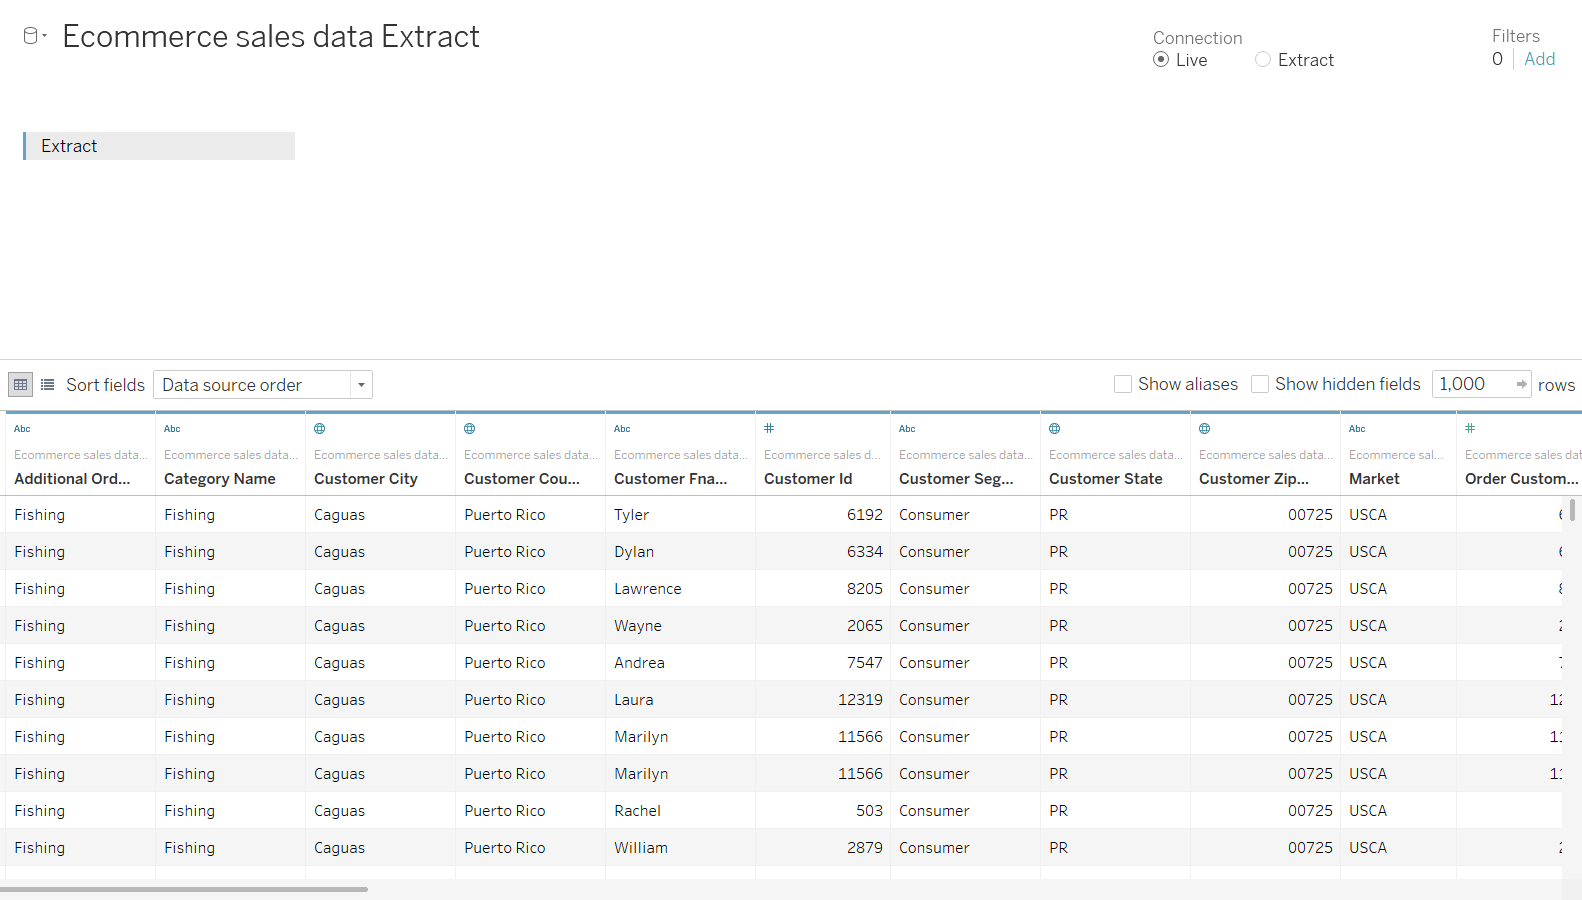 Ecommerce sales data Extract
Connection
Live Extract
Filters
0 Add
Extract
Sort fields Data source order Show aliases Show hidden fields 1,000 rows
Abc Abc Abc # Abc Abc #
Ecommerce sales data... Ecommerce sales data... Ecommerce sales data... Ecommerce sales data... Ecommerce sales data... Ecommerce sales d... Ecommerce sales data... Ecommerce sales data... Ecommerce sales data... Ecommerce sal... Ecommerce sales dat
Additional Ord... Category Name Customer City Customer Cou... Customer Fna... Customer Id Customer Seg... Customer State Customer Zip... Market Order Custom...
Fishing Fishing Caguas Puerto Rico Tyler 6192 Consumer PR 00725 USCA
Fishing Fishing Caguas Puerto Rico Dylan 6334 Consumer PR 00725 USCA
Fishing Fishing Caguas Puerto Rico Lawrence 8205 Consumer PR 00725 USCA
Fishing Fishing Caguas Puerto Rico Wayne 2065 Consumer PR 00725 USCA
Fishing Fishing Caguas Puerto Rico Andrea 7547 Consumer PR 00725 USCA
Fishing Fishing Caguas Puerto Rico Laura 12319 Consumer PR 00725 USCA
Fishing Fishing Caguas Puerto Rico Marilyn 11566 Consumer PR 00725 USCA
Fishing Fishing Caguas Puerto Rico Marilyn 11566 Consumer PR 00725 USCA
Fishing Fishing Caguas Puerto Rico Rachel 503 Consumer PR 00725 USCA
Fishing Fishing Caguas Puerto Rico William 2879 Consumer PR 00725 USCA